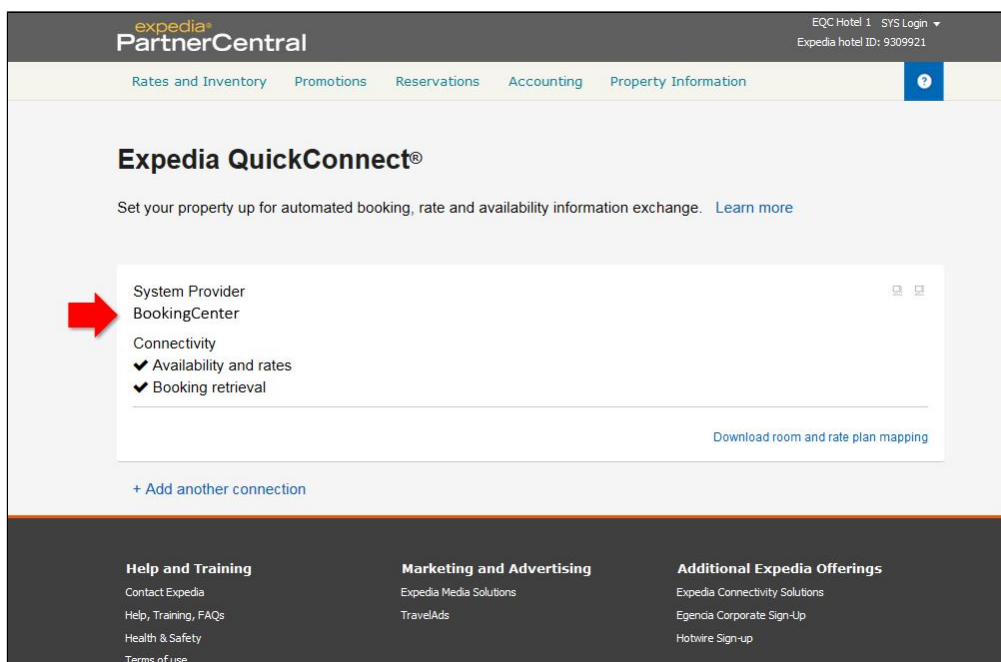 expedia®
PartnerCentral
EQC Hotel 1 SYS Login
Expedia hotel ID: 9309921
Rates and Inventory Promotions Reservations Accounting Property Information ?
Expedia QuickConnect®
Set your property up for automated booking, rate and availability information exchange. Learn more
System Provider
BookingCenter
Connectivity
✔ Availability and rates
✔ Booking retrieval
Download room and rate plan mapping
+ Add another connection
Help and Training
Contact Expedia
Help, Training, FAQs
Health & Safety
Terms of use
Marketing and Advertising
Expedia Media Solutions
TravelAds
Additional Expedia Offerings
Expedia Connectivity Solutions
Egencia Corporate Sign-Up
Hotwire Sign-up